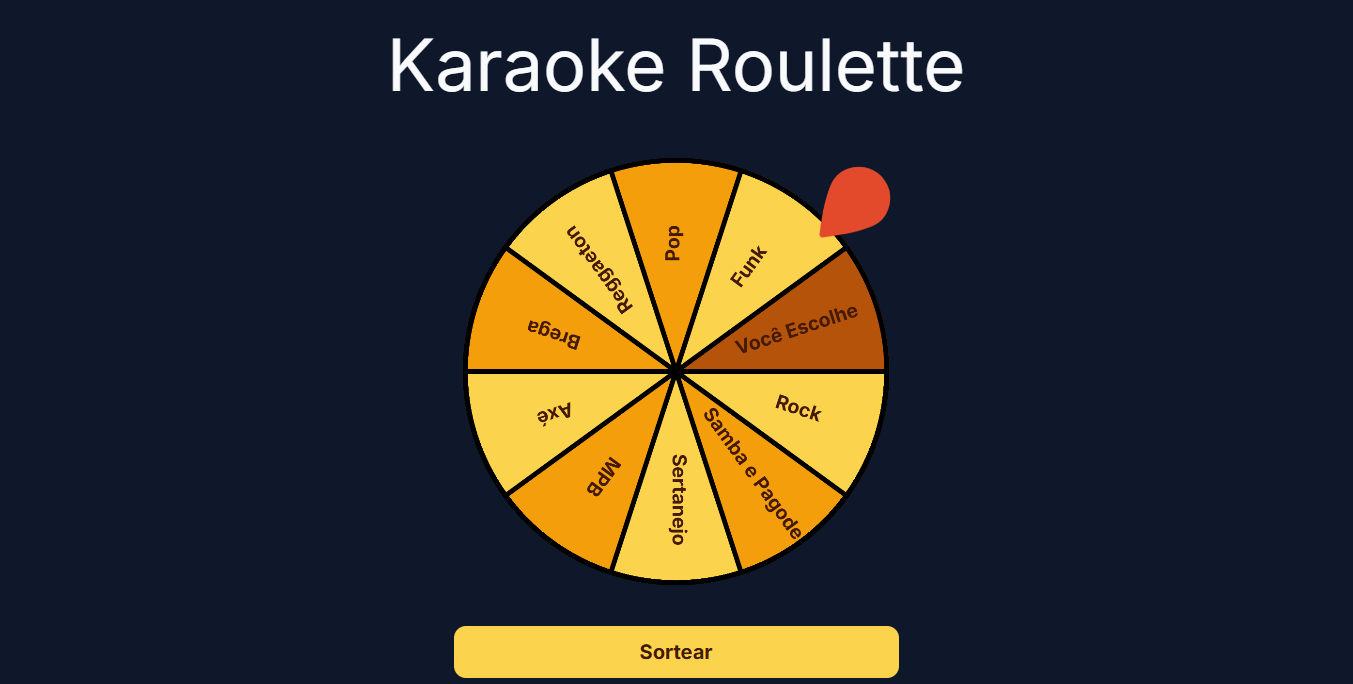 Karaoke Roulette
Pop
Funk
Você Escolhe
Rock
Samba e Pagode
Sertanejo
MPB
Axé
Brega
Reggaeton
Sortear